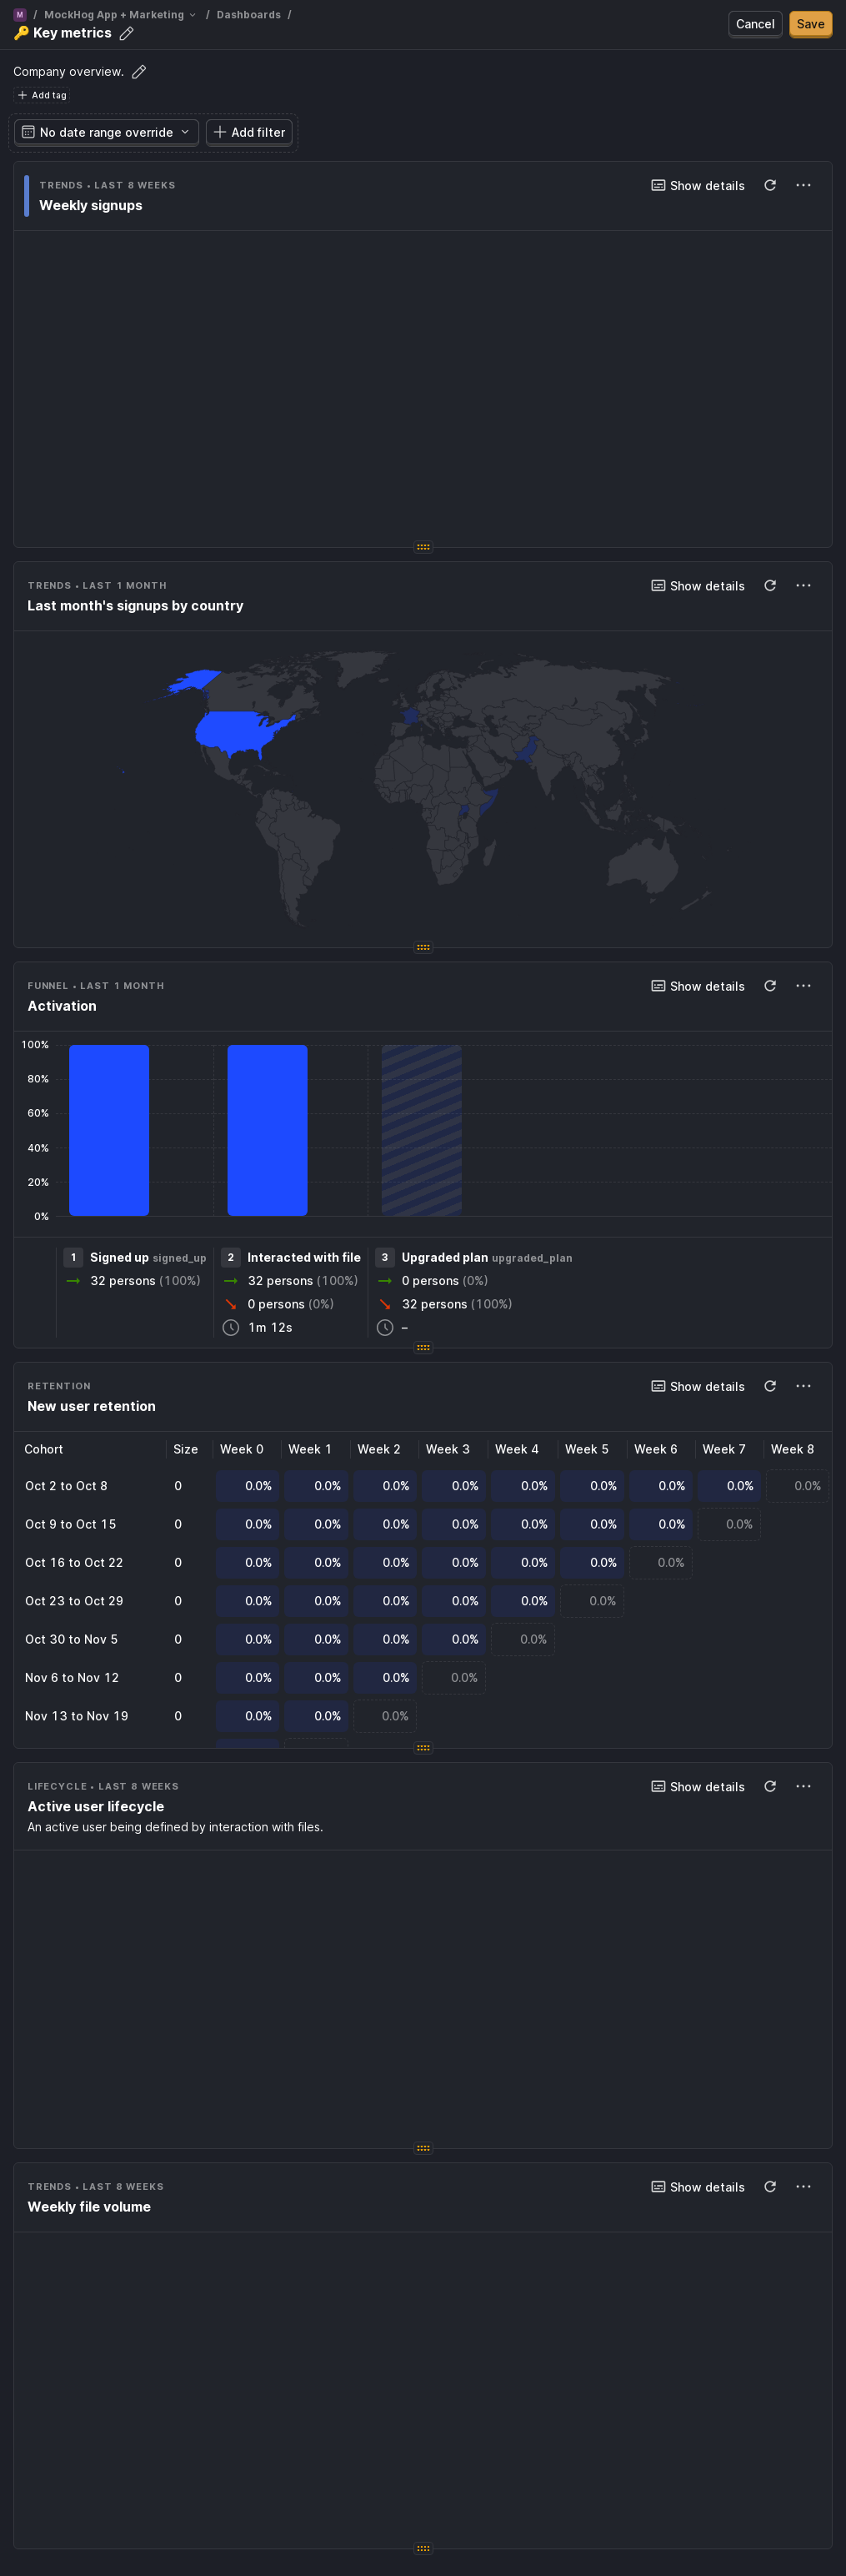 M / MockHog App + Marketing / Dashboards /
🔑 Key metrics
Cancel
Save
Company overview.
Add tag
No date range override
Add filter
TRENDS • LAST 8 WEEKS
Show details
Weekly signups
TRENDS • LAST 1 MONTH
Show details
Last month's signups by country
FUNNEL • LAST 1 MONTH
Show details
Activation
100%
80%
60%
40%
20%
0%
1 Signed up signed_up
32 persons (100%)
2 Interacted with file
32 persons (100%)
0 persons (0%)
1m 12s
3 Upgraded plan upgraded_plan
0 persons (0%)
32 persons (100%)
–
RETENTION
Show details
New user retention
Cohort Size Week 0 Week 1 Week 2 Week 3 Week 4 Week 5 Week 6 Week 7 Week 8
Oct 2 to Oct 8 0 0.0% 0.0% 0.0% 0.0% 0.0% 0.0% 0.0% 0.0% 0.0%
Oct 9 to Oct 15 0 0.0% 0.0% 0.0% 0.0% 0.0% 0.0% 0.0% 0.0%
Oct 16 to Oct 22 0 0.0% 0.0% 0.0% 0.0% 0.0% 0.0% 0.0%
Oct 23 to Oct 29 0 0.0% 0.0% 0.0% 0.0% 0.0% 0.0%
Oct 30 to Nov 5 0 0.0% 0.0% 0.0% 0.0% 0.0%
Nov 6 to Nov 12 0 0.0% 0.0% 0.0% 0.0%
Nov 13 to Nov 19 0 0.0% 0.0% 0.0%
LIFECYCLE • LAST 8 WEEKS
Show details
Active user lifecycle
An active user being defined by interaction with files.
TRENDS • LAST 8 WEEKS
Show details
Weekly file volume